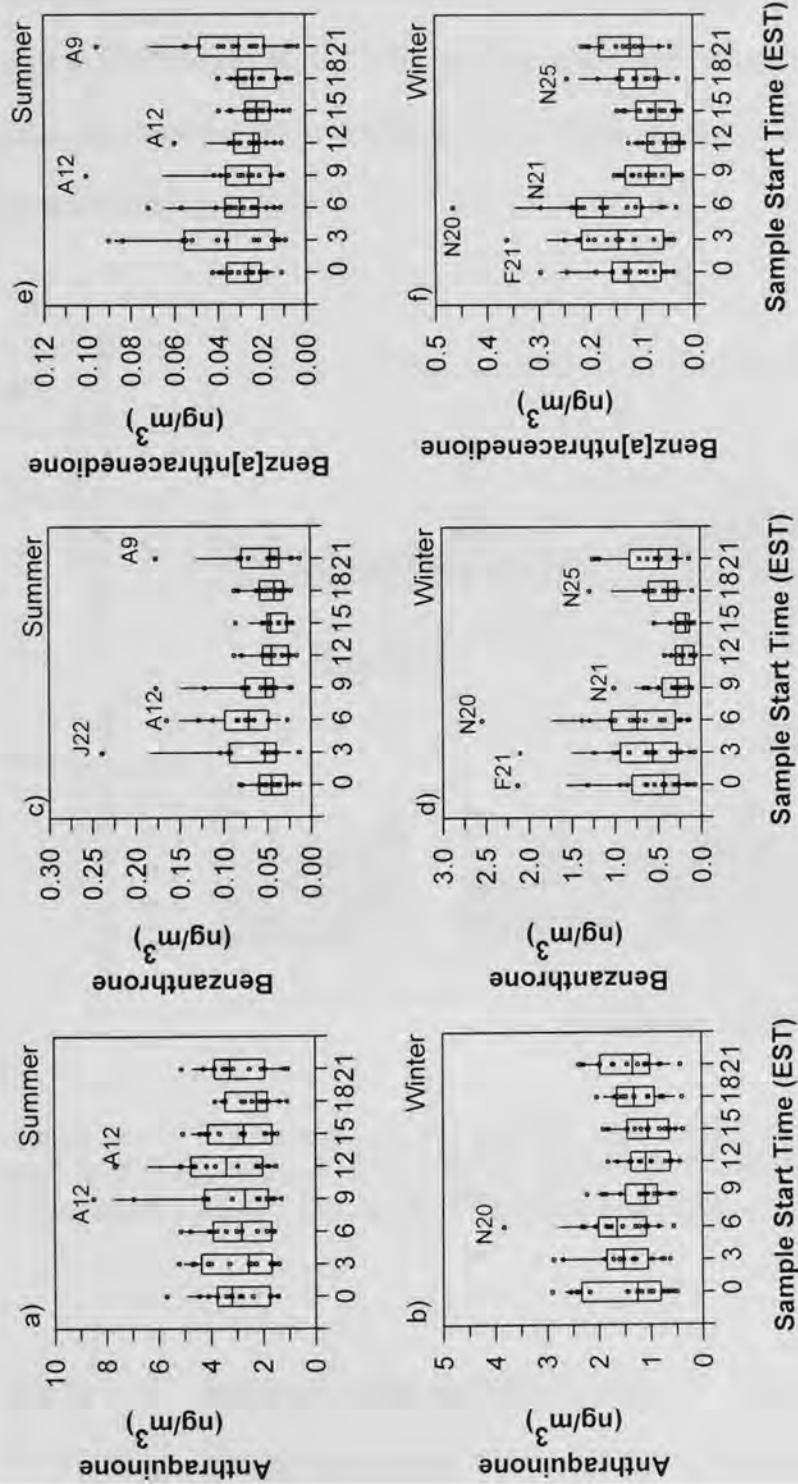 a)
Summer
Anthraquinone
(ng/m³)
10
8
6
4
2
0
A12
A12
0 3 6 9 12 15 18 21
b)
Winter
Anthraquinone
(ng/m³)
5
4
3
2
1
0
N20
0 3 6 9 12 15 18 21
Sample Start Time (EST)
c)
Summer
Benzanthrone
(ng/m³)
0.30
0.25
0.20
0.15
0.10
0.05
0.00
J22
A12
A9
0 3 6 9 12 15 18 21
d)
Winter
Benzanthrone
(ng/m³)
3.0
2.5
2.0
1.5
1.0
0.5
0.0
F21
N20
N21
N25
0 3 6 9 12 15 18 21
Sample Start Time (EST)
e)
Summer
Benz[a]nthracenedione
(ng/m³)
0.12
0.10
0.08
0.06
0.04
0.02
0.00
A12
A12
A9
0 3 6 9 12 15 18 21
f)
Winter
Benz[a]nthracenedione
(ng/m³)
0.5
0.4
0.3
0.2
0.1
0.0
F21
N20
N21
N25
0 3 6 9 12 15 18 21
Sample Start Time (EST)